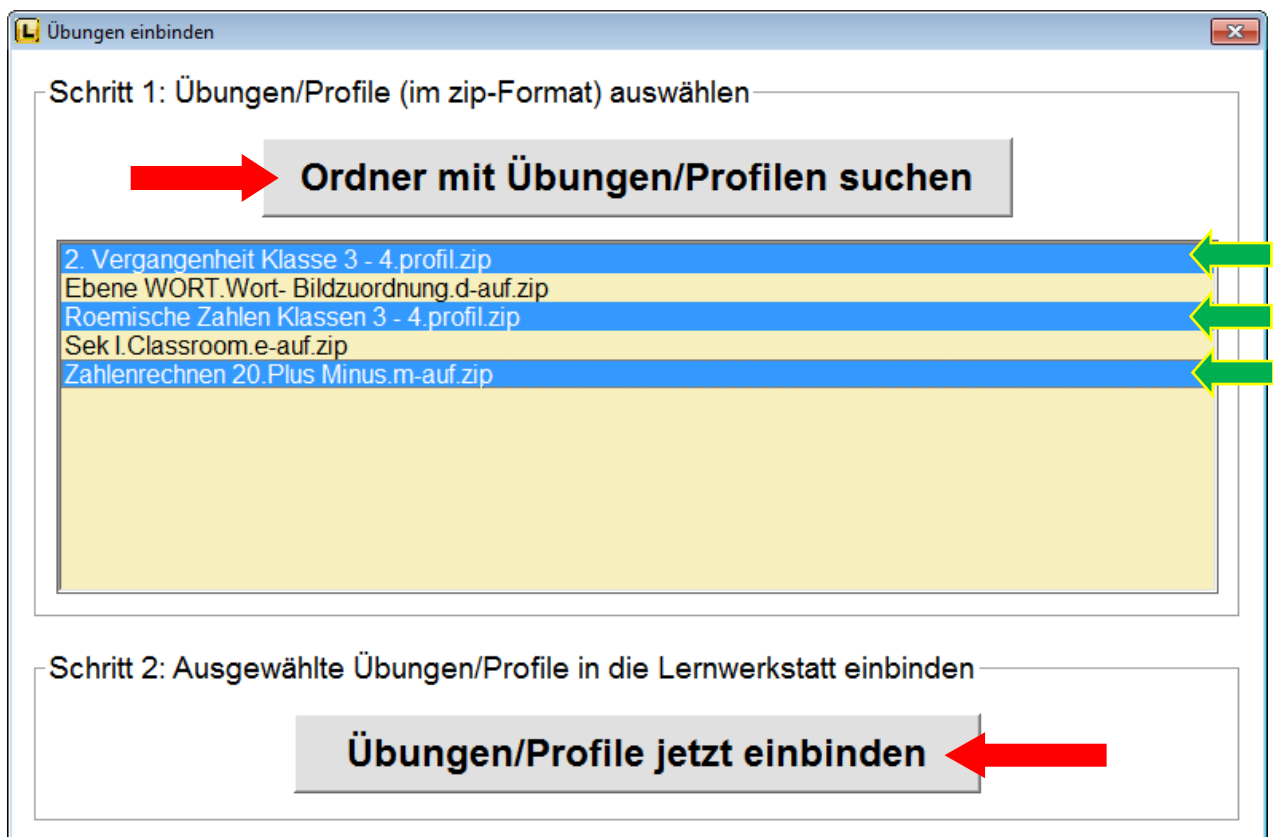 Übungen einbinden
Schritt 1: Übungen/Profile (im zip-Format) auswählen
Ordner mit Übungen/Profilen suchen
2. Vergangenheit Klasse 3 - 4.profil.zip
Ebene WORT.Wort- Bildzuordnung.d-auf.zip
Roemische Zahlen Klassen 3 - 4.profil.zip
Sek I.Classroom.e-auf.zip
Zahlenrechnen 20.Plus Minus.m-auf.zip
Schritt 2: Ausgewählte Übungen/Profile in die Lernwerkstatt einbinden
Übungen/Profile jetzt einbinden